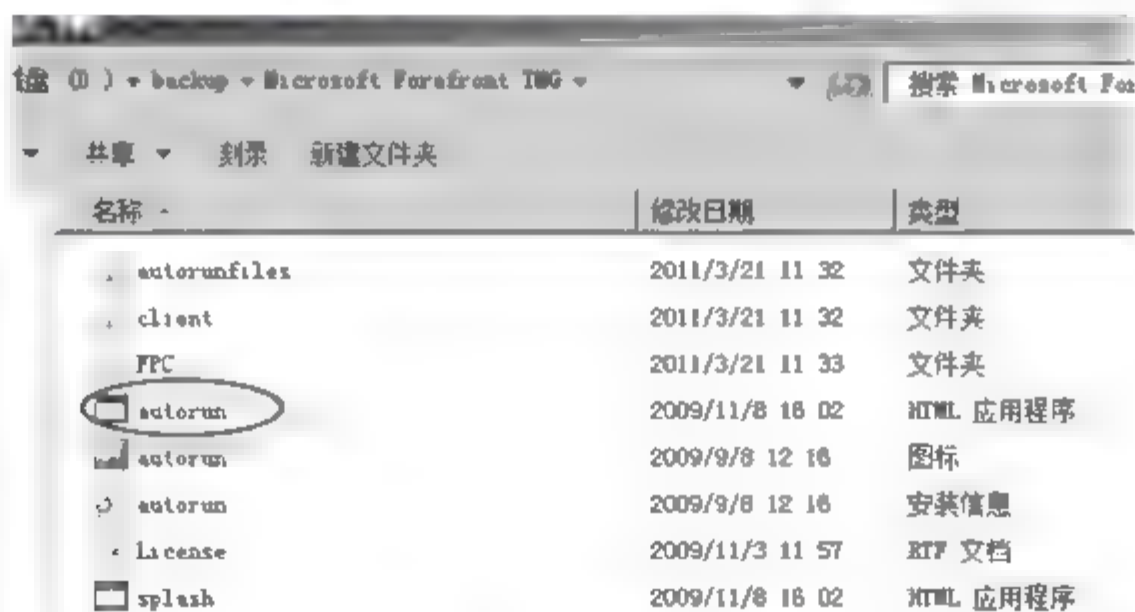 (D ) ▾ backup ▾ Microsoft Forefront TMG ▾ 搜索 Microsoft For
共享 ▾ 刻录 新建文件夹
名称 修改日期 类型
autorunfiles 2011/3/21 11 32 文件夹
client 2011/3/21 11 32 文件夹
FPC 2011/3/21 11 33 文件夹
autorun 2009/11/8 16 02 HTML 应用程序
autorun 2009/9/8 12 16 图标
autorun 2009/9/8 12 16 安装信息
License 2009/11/3 11 57 RTF 文档
splash 2009/11/8 16 02 HTML 应用程序